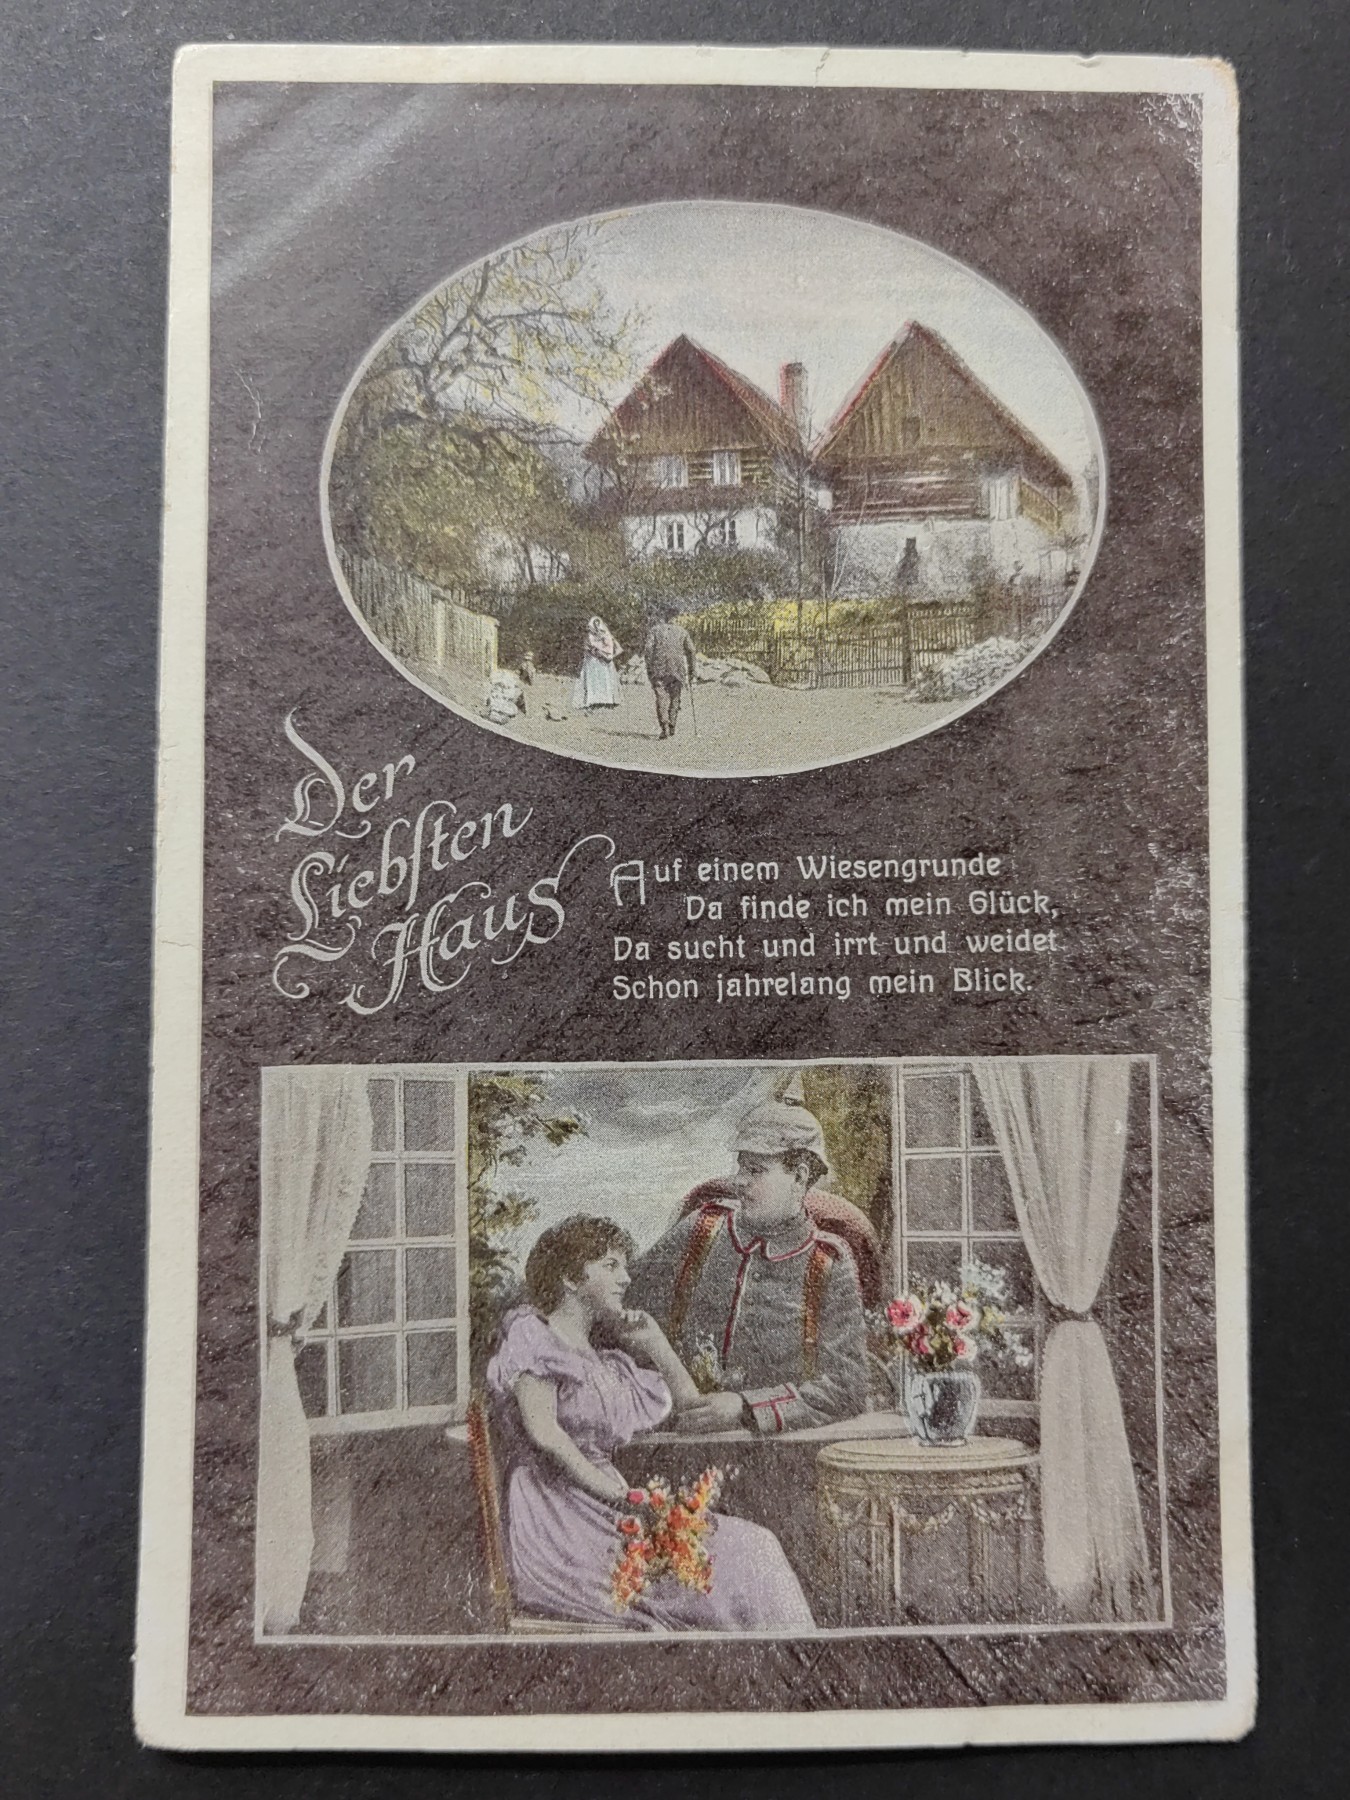 Der
Liebſten
Haus
Auf einem Wiesengrunde
Da finde ich mein Glück,
Da sucht und irrt und weidet
Schon jahrelang mein Blick.